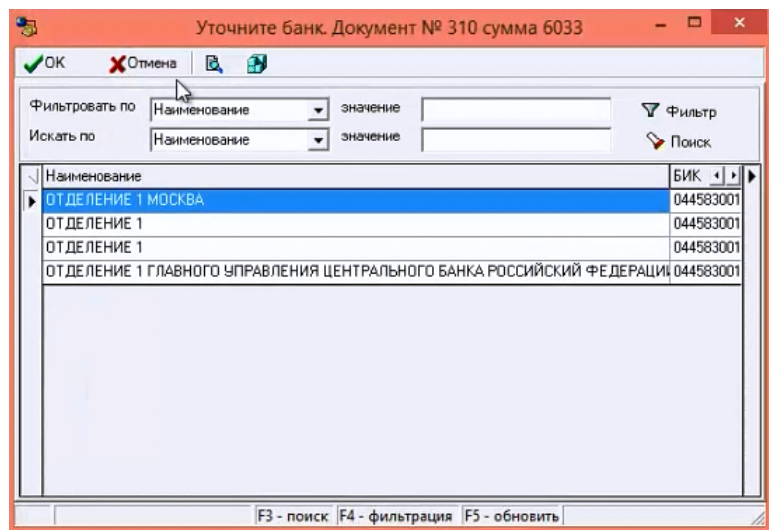 Уточните банк. Документ № 310 сумма 6033
ОК Отмена
Фильтровать по Наименование значение Фильтр
Искать по Наименование значение Поиск
Наименование БИК
ОТДЕЛЕНИЕ 1 МОСКВА 044583001
ОТДЕЛЕНИЕ 1 044583001
ОТДЕЛЕНИЕ 1 044583001
ОТДЕЛЕНИЕ 1 ГЛАВНОГО УПРАВЛЕНИЯ ЦЕНТРАЛЬНОГО БАНКА РОССИЙСКИЙ ФЕДЕРАЦИИ 044583001
F3 - поиск F4 - фильтрация F5 - обновить